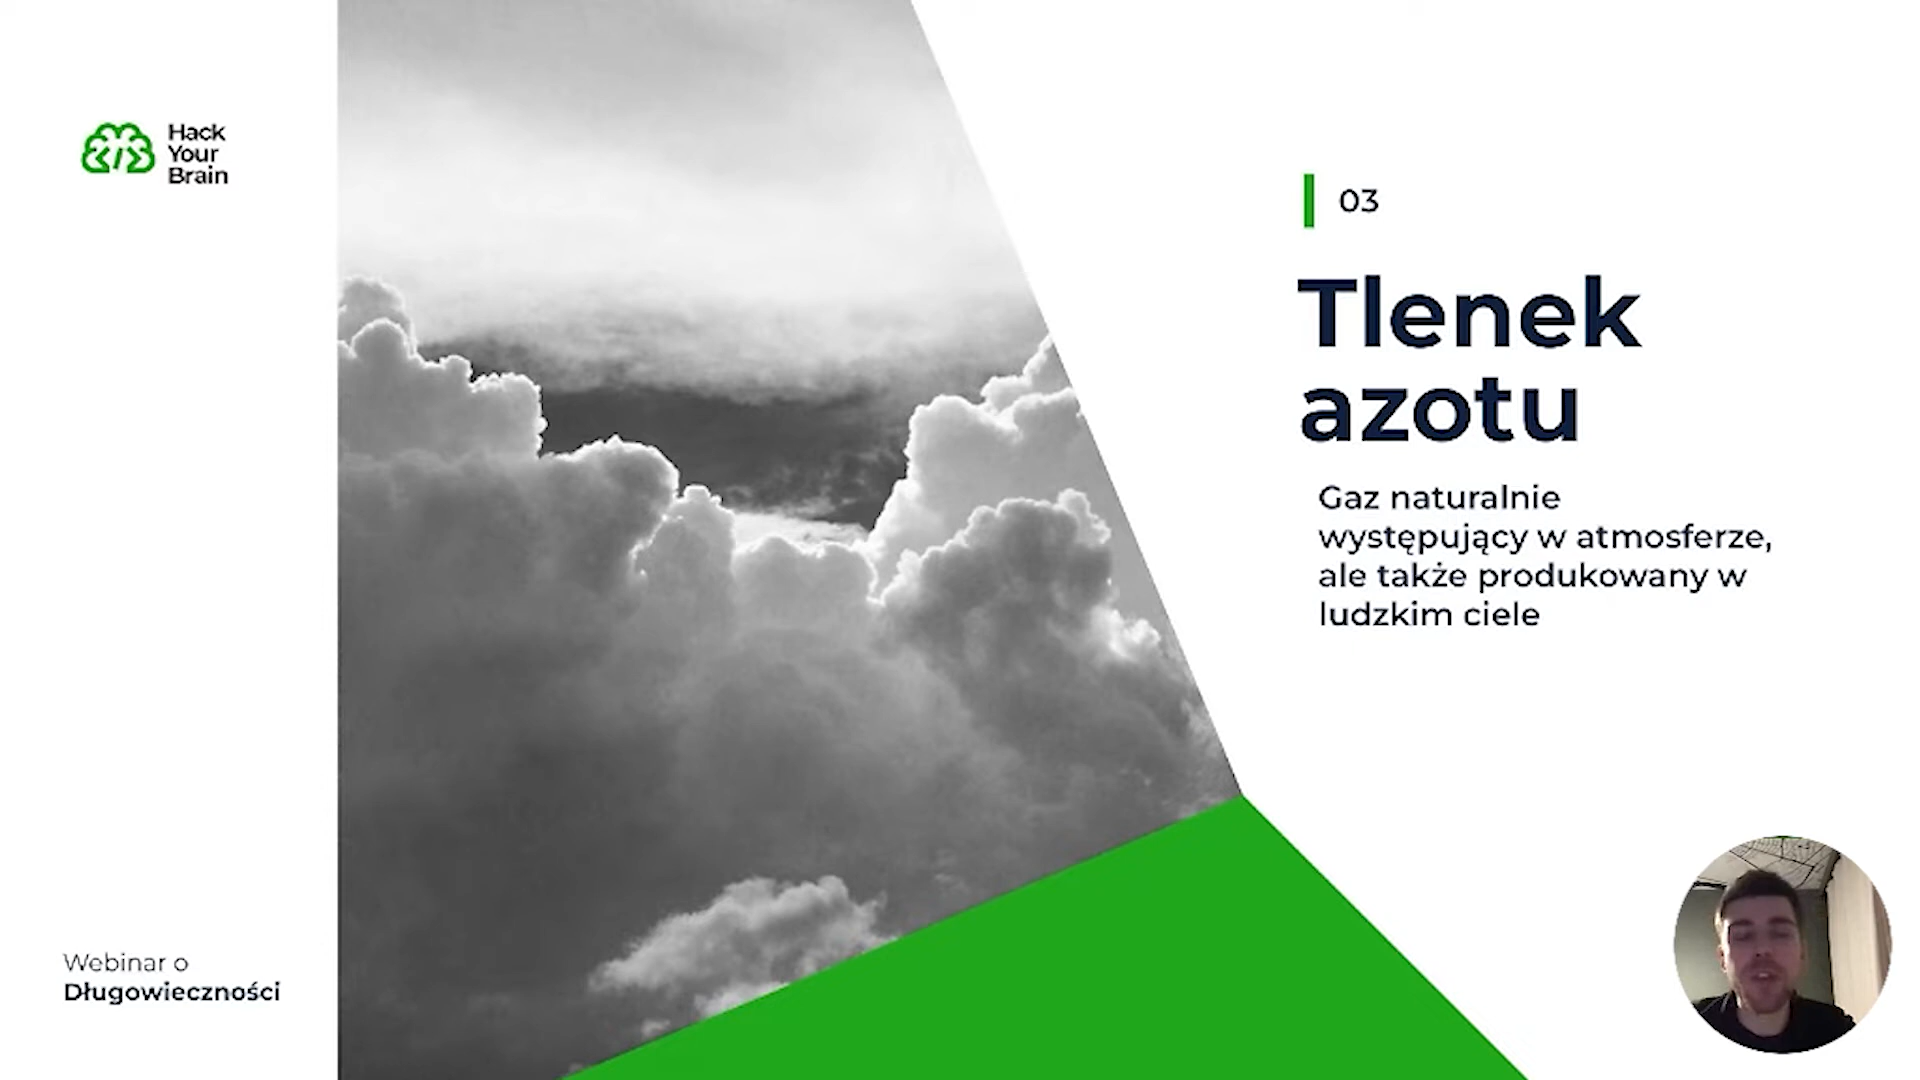 Hack
Your
Brain
03
Tlenek
azotu
Gaz naturalnie
występujący w atmosferze,
ale także produkowany w
ludzkim ciele
Webinar o
Długowieczności